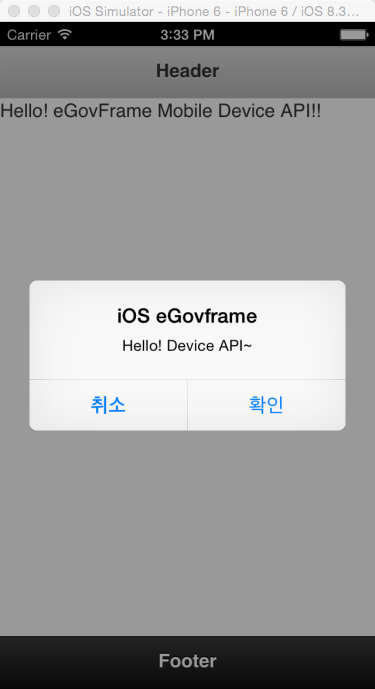 iOS Simulator - iPhone 6 - iPhone 6 / iOS 8.3...
Carrier 3:33 PM
Header
Hello! eGovFrame Mobile Device API!!
iOS eGovframe
Hello! Device API~
취소 확인
Footer